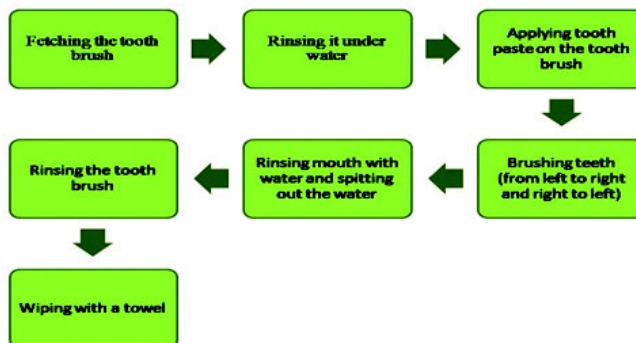 Fetching the tooth
brush
Rinsing it under
water
Applying tooth
paste on the tooth
brush
Brushing teeth
(from left to right
and right to left)
Rinsing mouth with
water and spitting
out the water
Rinsing the tooth
brush
Wiping with a towel